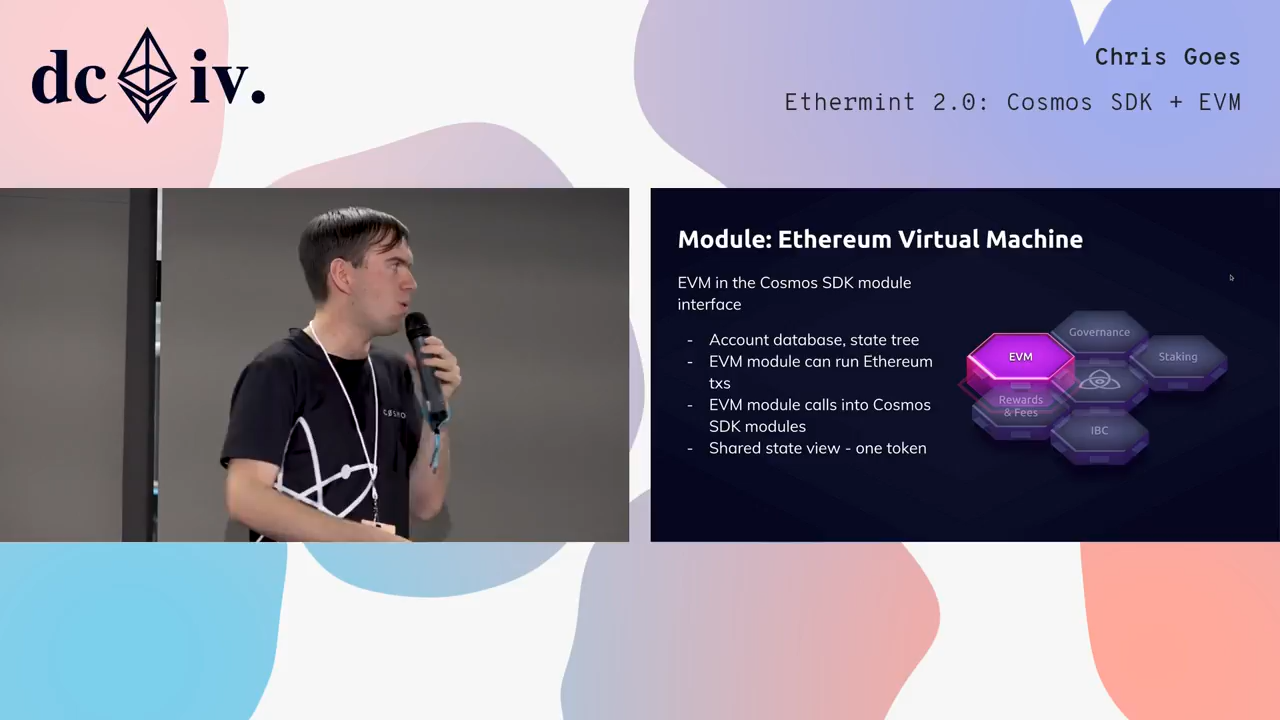 dc iv.
Chris Goes
Ethermint 2.0: Cosmos SDK + EVM
Module: Ethereum Virtual Machine
EVM in the Cosmos SDK module
interface
- Account database, state tree
- EVM module can run Ethereum
txs
- EVM module calls into Cosmos
SDK modules
- Shared state view - one token
Governance
EVM
Staking
Rewards
& Fees
IBC